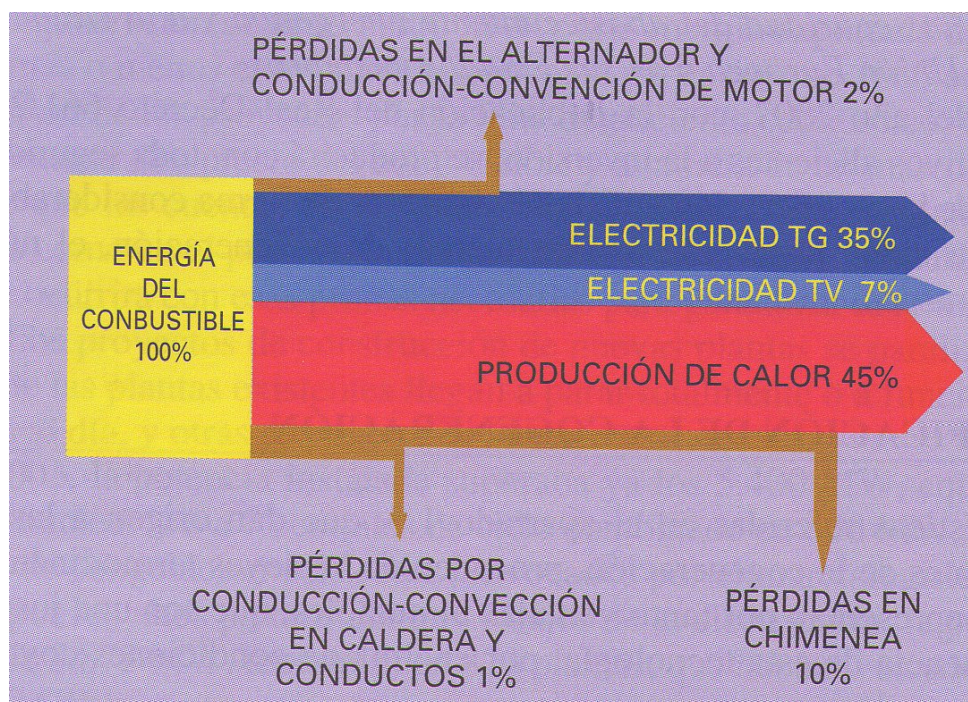 PÉRDIDAS EN EL ALTERNADOR Y
CONDUCCIÓN-CONVENCIÓN DE MOTOR 2%
ELECTRICIDAD TG 35%
ELECTRICIDAD TV 7%
ENERGÍA
DEL
CONBUSTIBLE
100%
PRODUCCIÓN DE CALOR 45%
PÉRDIDAS POR
CONDUCCIÓN-CONVECCIÓN
EN CALDERA Y
CONDUCTOS 1%
PÉRDIDAS EN
CHIMENEA
10%